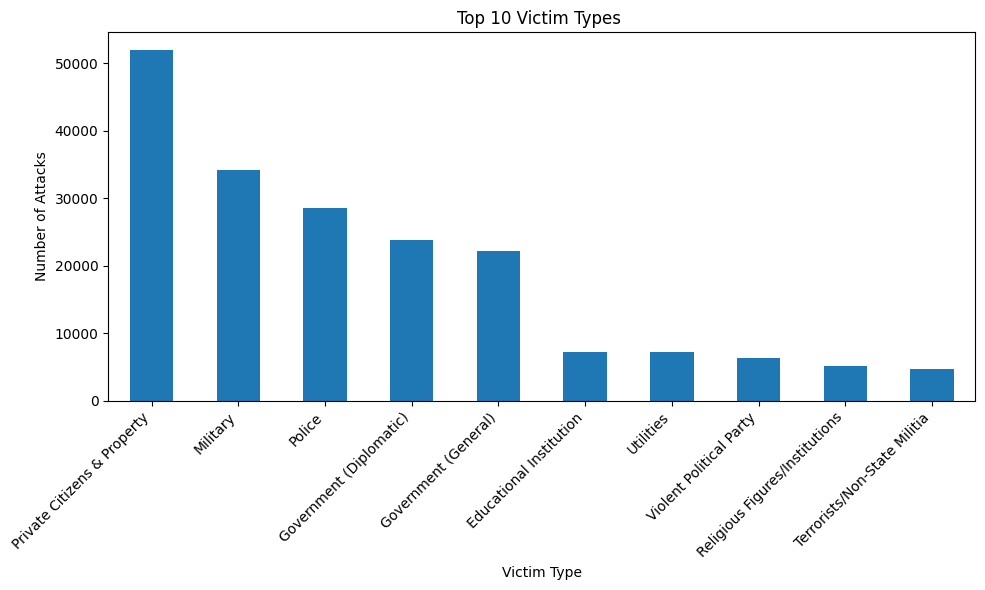 Top 10 Victim Types
Number of Attacks
50000
40000
30000
20000
10000
0
Private Citizens & Property
Military
Police
Government (Diplomatic)
Government (General)
Educational Institution
Utilities
Violent Political Party
Religious Figures/Institutions
Terrorists/Non-State Militia
Victim Type